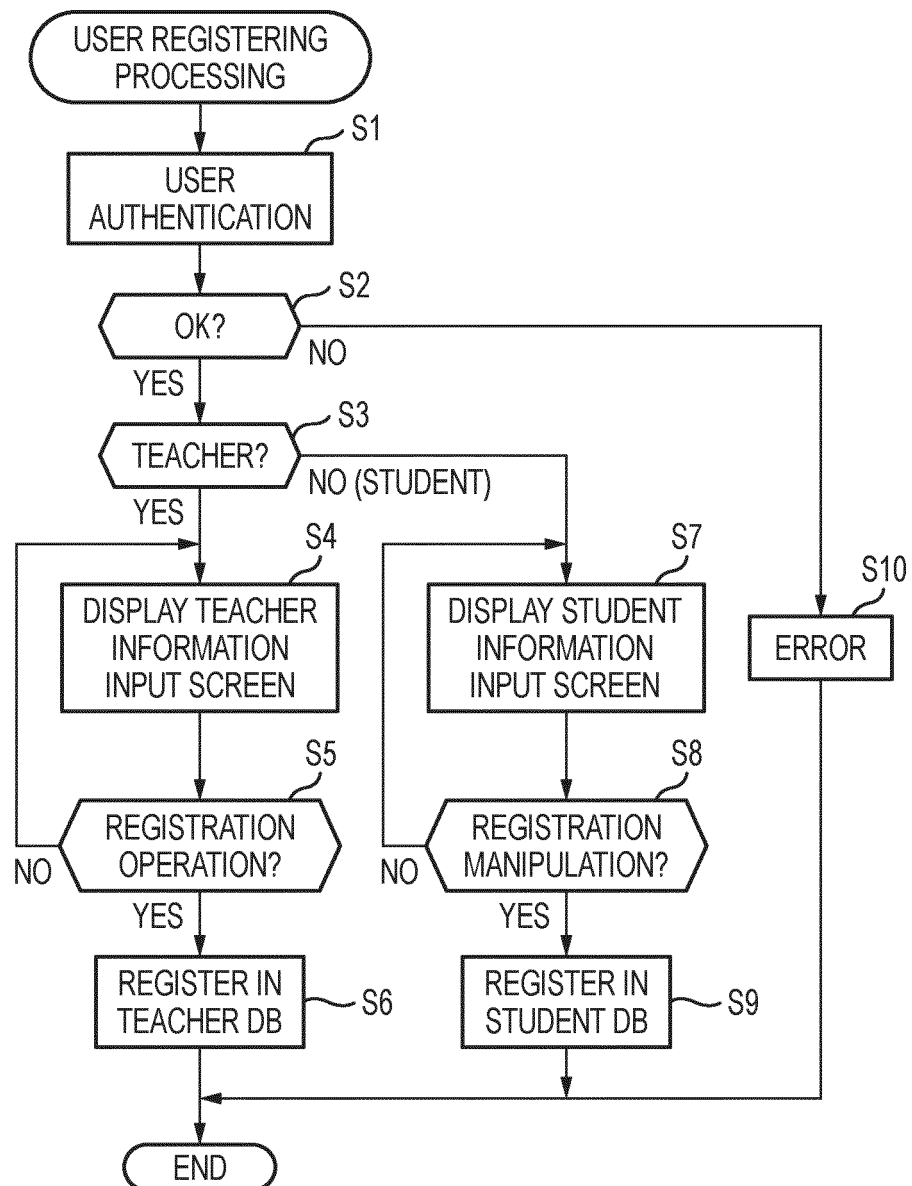 USER REGISTERING
PROCESSING
S1
USER
AUTHENTICATION
S2
OK?
NO
YES
S3
TEACHER?
NO (STUDENT)
YES
S4
DISPLAY TEACHER
INFORMATION
INPUT SCREEN
S7
DISPLAY STUDENT
INFORMATION
INPUT SCREEN
S10
ERROR
S5
REGISTRATION
OPERATION?
NO
YES
S8
REGISTRATION
MANIPULATION?
NO
YES
REGISTER IN
TEACHER DB
S6
REGISTER IN
STUDENT DB
S9
END